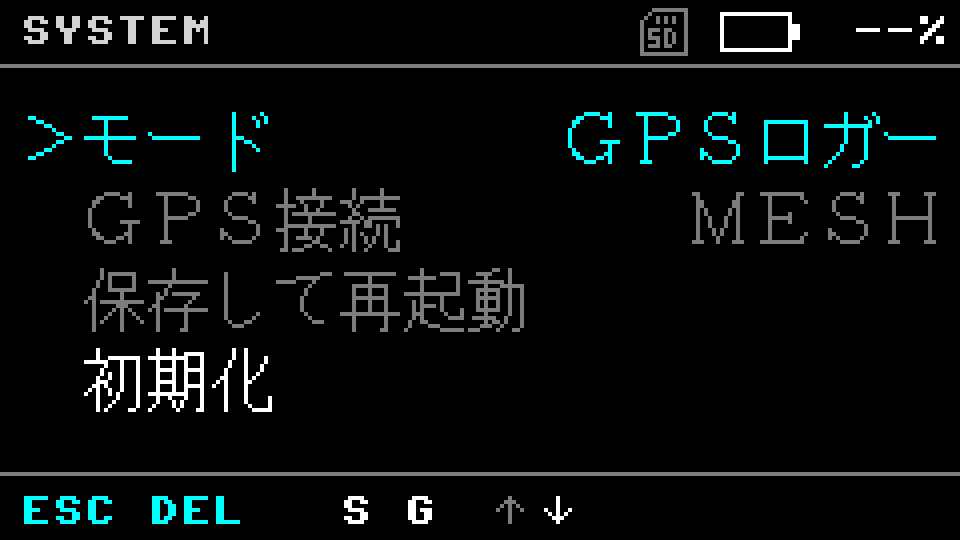 SYSTEM SD --%
>モード GPSロガー
GPS接続 MESH
保存して再起動
初期化
ESC DEL S G ↑↓